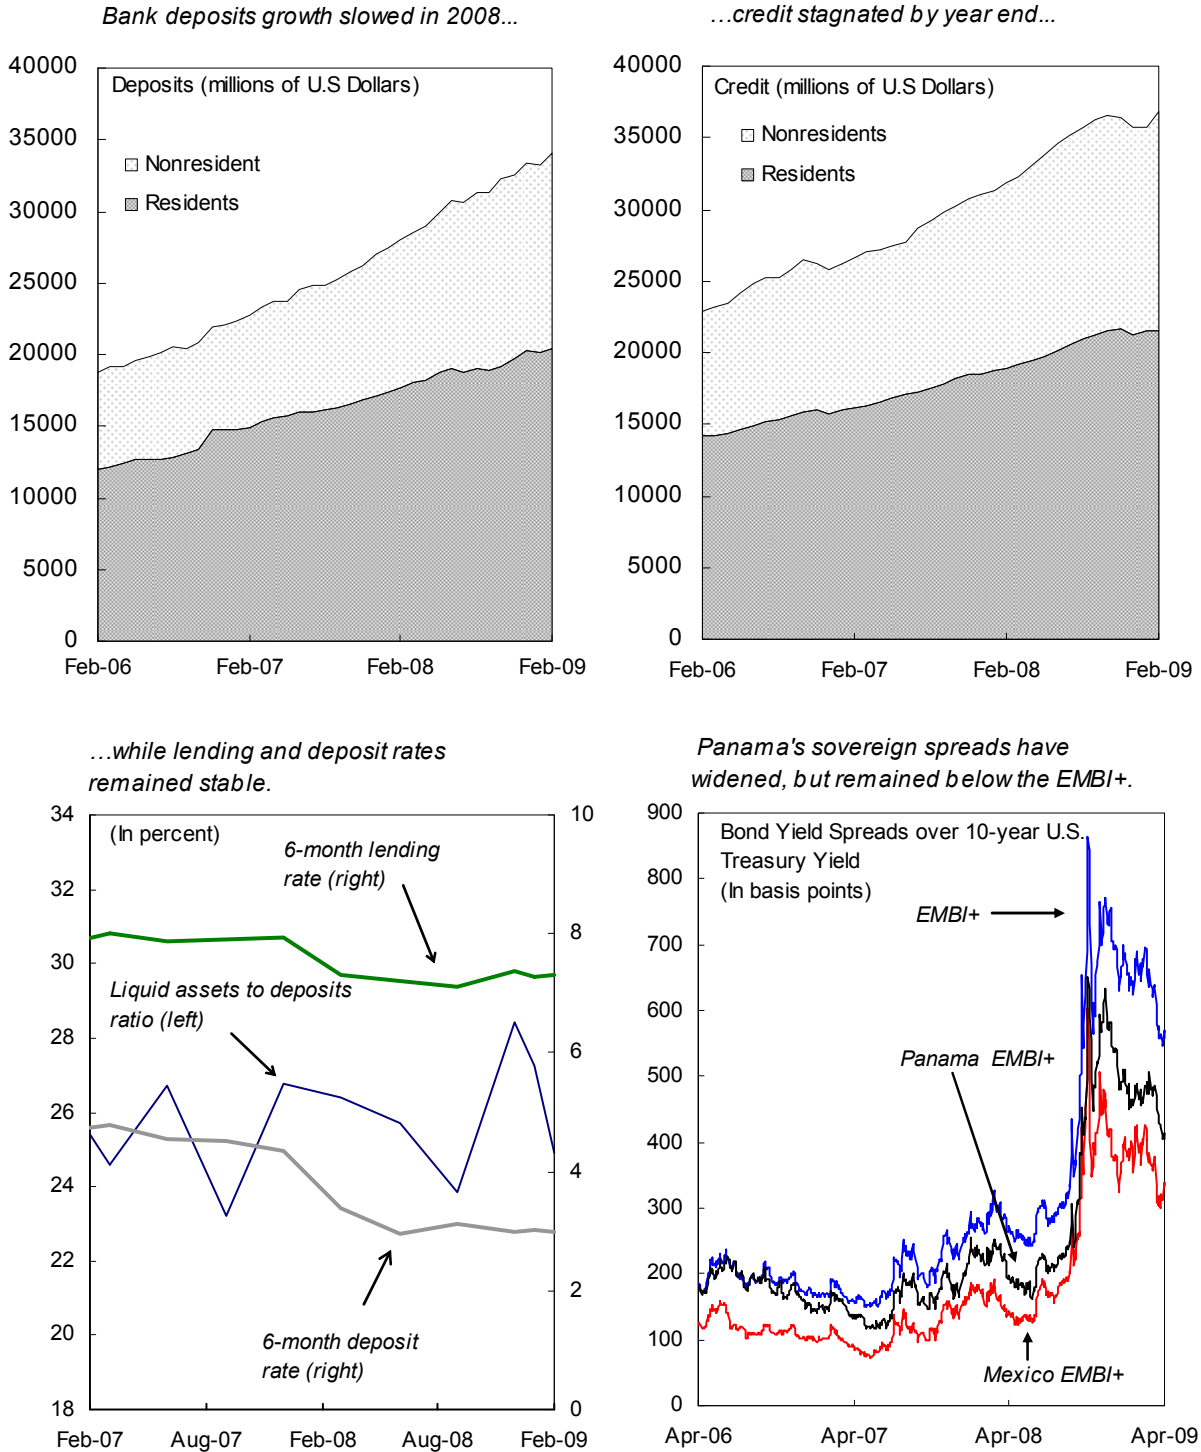 Bank deposits growth slowed in 2008...
Deposits (millions of U.S Dollars)
Nonresident
Residents
40000
35000
30000
25000
20000
15000
10000
5000
0
Feb-06
Feb-07
Feb-08
Feb-09
...credit stagnated by year end...
Credit (millions of U.S Dollars)
Nonresidents
Residents
40000
35000
30000
25000
20000
15000
10000
5000
0
Feb-06
Feb-07
Feb-08
Feb-09
...while lending and deposit rates
remained stable.
(In percent)
6-month lending
rate (right)
Liquid assets to deposits
ratio (left)
6-month deposit
rate (right)
34
32
30
28
26
24
22
20
18
10
8
6
4
2
0
Feb-07
Aug-07
Feb-08
Aug-08
Feb-09
Panama's sovereign spreads have
widened, but remained below the EMBI+.
Bond Yield Spreads over 10-year U.S.
Treasury Yield
(In basis points)
EMBI+
Panama EMBI+
Mexico EMBI+
900
800
700
600
500
400
300
200
100
0
Apr-06
Apr-07
Apr-08
Apr-09